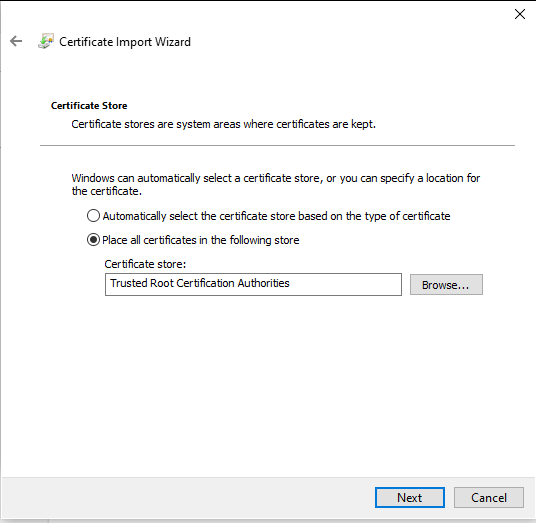 Certificate Import Wizard
Certificate Store
Certificate stores are system areas where certificates are kept.
Windows can automatically select a certificate store, or you can specify a location for
the certificate.
Automatically select the certificate store based on the type of certificate
Place all certificates in the following store
Certificate store:
Trusted Root Certification Authorities
Browse...
Next
Cancel